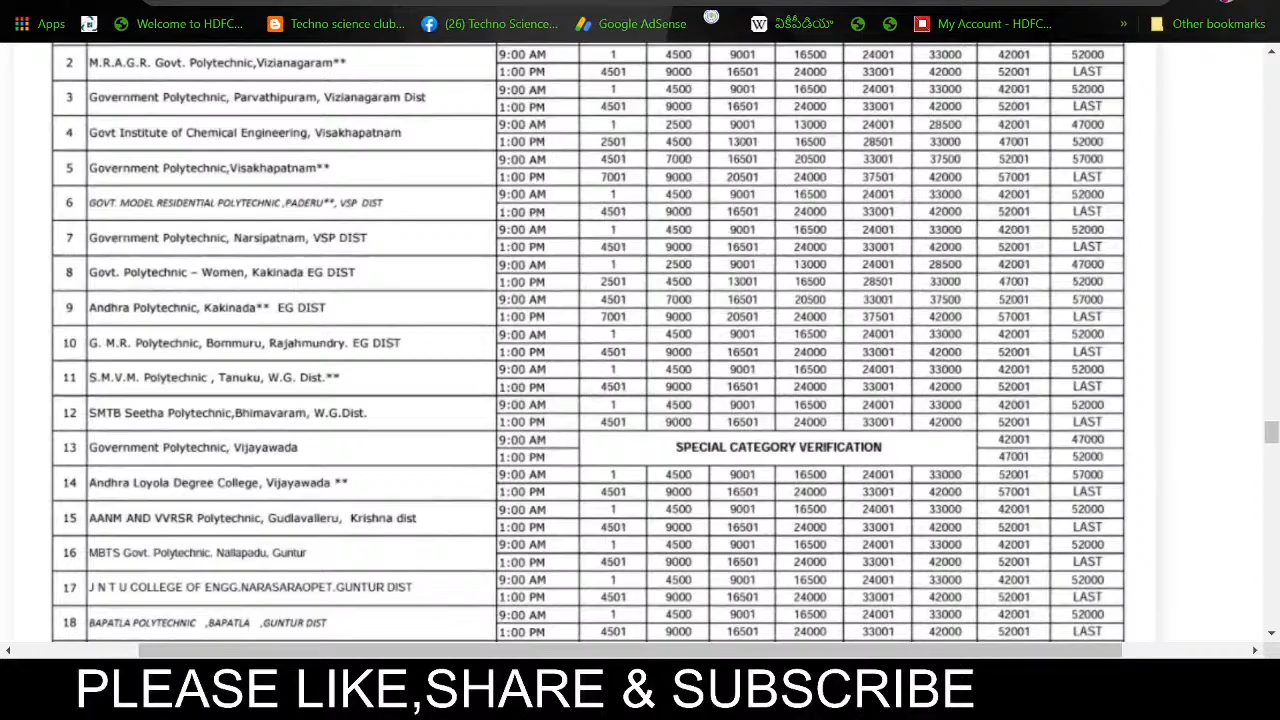 Apps Welcome to HDFC... Techno science club... (26) Techno Science... Google AdSense వికీపీడియా My Account - HDFC... » Other bookmarks
2 M.R.A.G.R. Govt. Polytechnic,Vizianagaram** 9:00 AM 1 4500 9001 16500 24001 33000 42001 52000
1:00 PM 4501 9000 16501 24000 33001 42000 52001 LAST
3 Government Polytechnic, Parvathipuram, Vizianagaram Dist 9:00 AM 1 4500 9001 16500 24001 33000 42001 52000
1:00 PM 4501 9000 16501 24000 33001 42000 52001 LAST
4 Govt Institute of Chemical Engineering, Visakhapatnam 9:00 AM 1 2500 9001 13000 24001 28500 42001 47000
1:00 PM 2501 4500 13001 16500 28501 33000 47001 52000
5 Government Polytechnic,Visakhapatnam** 9:00 AM 4501 7000 16501 20500 33001 37500 52001 57000
1:00 PM 7001 9000 20501 24000 37501 42000 57001 LAST
6 GOVT. MODEL RESIDENTIAL POLYTECHNIC ,PADERU**, VSP DIST 9:00 AM 1 4500 9001 16500 24001 33000 42001 52000
1:00 PM 4501 9000 16501 24000 33001 42000 52001 LAST
7 Government Polytechnic, Narsipatnam, VSP DIST 9:00 AM 1 4500 9001 16500 24001 33000 42001 52000
1:00 PM 4501 9000 16501 24000 33001 42000 52001 LAST
8 Govt. Polytechnic – Women, Kakinada EG DIST 9:00 AM 1 2500 9001 13000 24001 28500 42001 47000
1:00 PM 2501 4500 13001 16500 28501 33000 47001 52000
9 Andhra Polytechnic, Kakinada** EG DIST 9:00 AM 4501 7000 16501 20500 33001 37500 52001 57000
1:00 PM 7001 9000 20501 24000 37501 42000 57001 LAST
10 G. M.R. Polytechnic, Bommuru, Rajahmundry. EG DIST 9:00 AM 1 4500 9001 16500 24001 33000 42001 52000
1:00 PM 4501 9000 16501 24000 33001 42000 52001 LAST
11 S.M.V.M. Polytechnic , Tanuku, W.G. Dist.** 9:00 AM 1 4500 9001 16500 24001 33000 42001 52000
1:00 PM 4501 9000 16501 24000 33001 42000 52001 LAST
12 SMTB Seetha Polytechnic,Bhimavaram, W.G.Dist. 9:00 AM 1 4500 9001 16500 24001 33000 42001 52000
1:00 PM 4501 9000 16501 24000 33001 42000 52001 LAST
13 Government Polytechnic, Vijayawada 9:00 AM SPECIAL CATEGORY VERIFICATION 42001 47000
1:00 PM 47001 52000
14 Andhra Loyola Degree College, Vijayawada ** 9:00 AM 1 4500 9001 16500 24001 33000 52001 57000
1:00 PM 4501 9000 16501 24000 33001 42000 57001 LAST
15 AANM AND VVRSR Polytechnic, Gudlavalleru, Krishna dist 9:00 AM 1 4500 9001 16500 24001 33000 42001 52000
1:00 PM 4501 9000 16501 24000 33001 42000 52001 LAST
16 MBTS Govt. Polytechnic, Nallapadu, Guntur 9:00 AM 1 4500 9001 16500 24001 33000 42001 52000
1:00 PM 4501 9000 16501 24000 33001 42000 52001 LAST
17 J N T U COLLEGE OF ENGG.NARASARAOPET.GUNTUR DIST 9:00 AM 1 4500 9001 16500 24001 33000 42001 52000
1:00 PM 4501 9000 16501 24000 33001 42000 52001 LAST
18 BAPATLA POLYTECHNIC ,BAPATLA ,GUNTUR DIST 9:00 AM 1 4500 9001 16500 24001 33000 42001 52000
1:00 PM 4501 9000 16501 24000 33001 42000 52001 LAST
PLEASE LIKE,SHARE & SUBSCRIBE